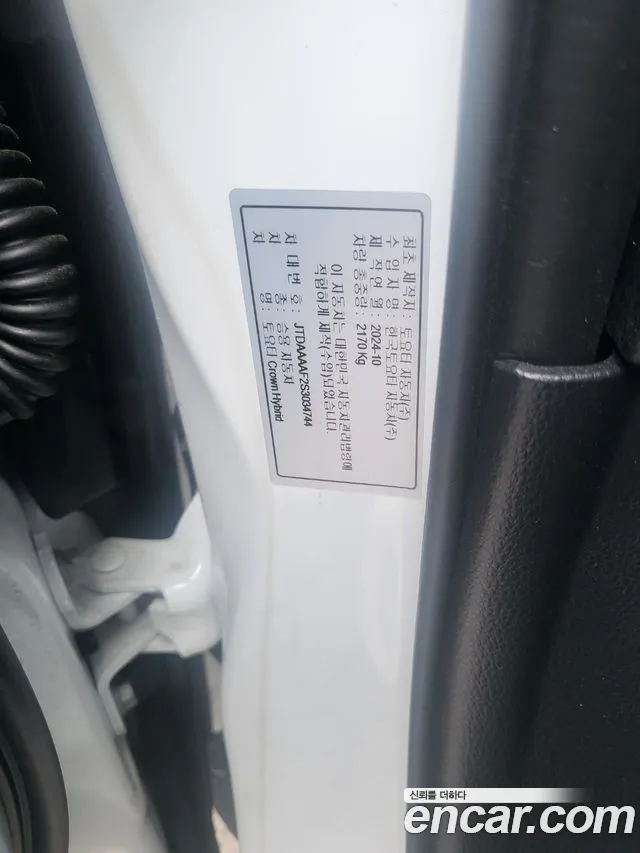 최초 제작자 : 토요타 자동차(주)
수 입 자 명 : 한국토요타 자동차(주)
제 작 연 월 : 2024-10
차량 총중량 : 2170 Kg
이 자동차는 대한민국 자동차관리법령에
적합하게 제작(수입)되었습니다.
차 대 번 호 : JTDAAAAF2S3034744
차 종 : 승용 자동차
차 명 : 토요타 Crown Hybrid
신뢰를 더하다
encar.com